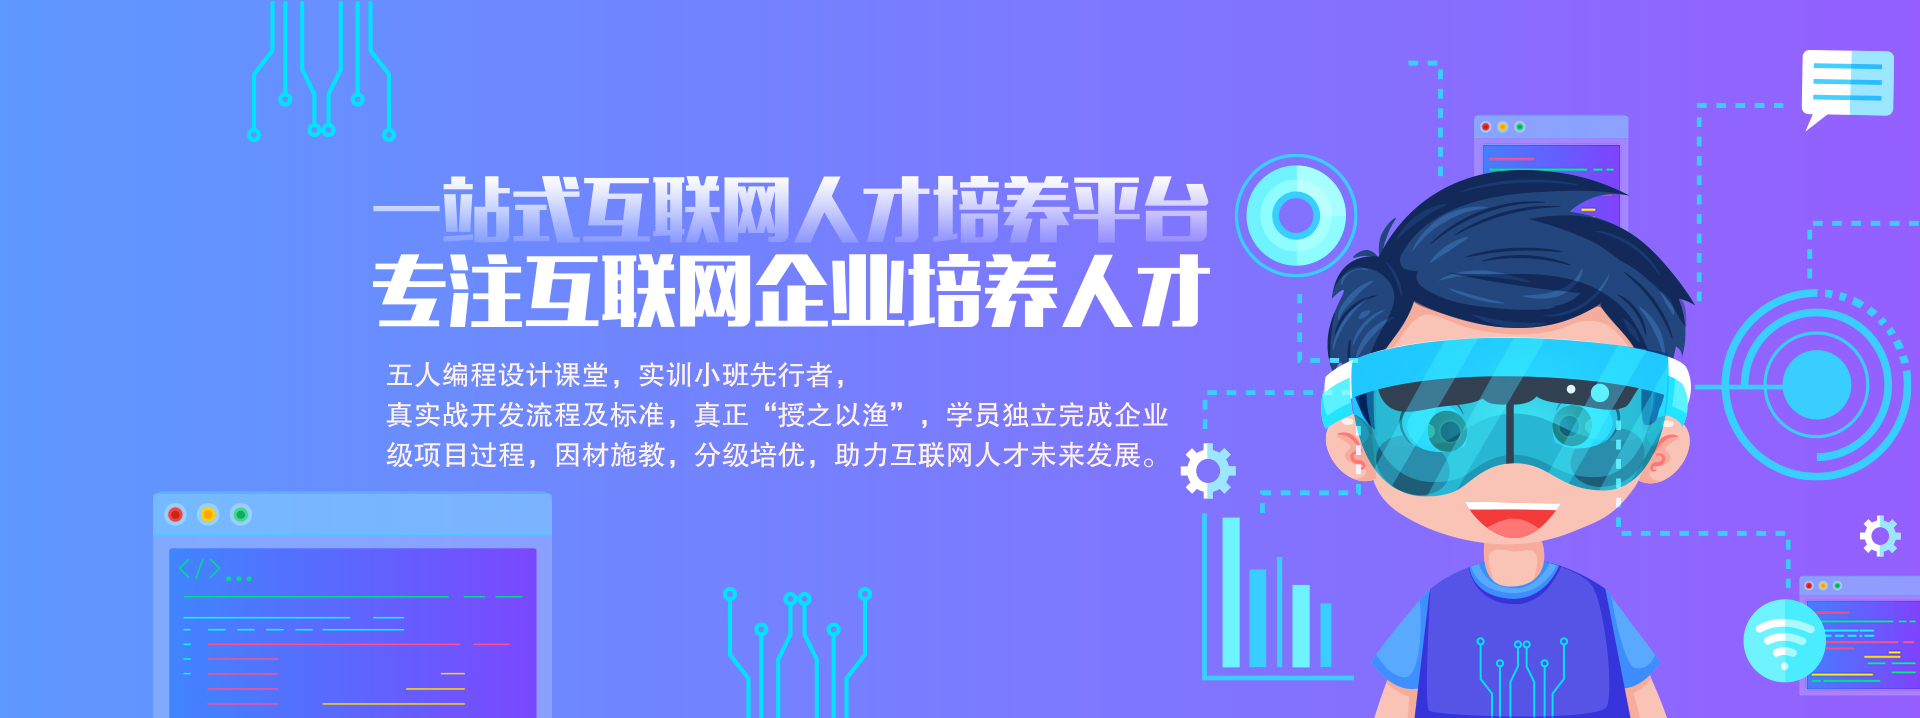 一站式互联网人才培养平台
专注互联网企业培养人才
五人编程设计课堂，实训小班先行者，
真实战开发流程及标准，真正“授之以渔”，学员独立完成企业
级项目过程，因材施教，分级培优，助力互联网人才未来发展。
</>...